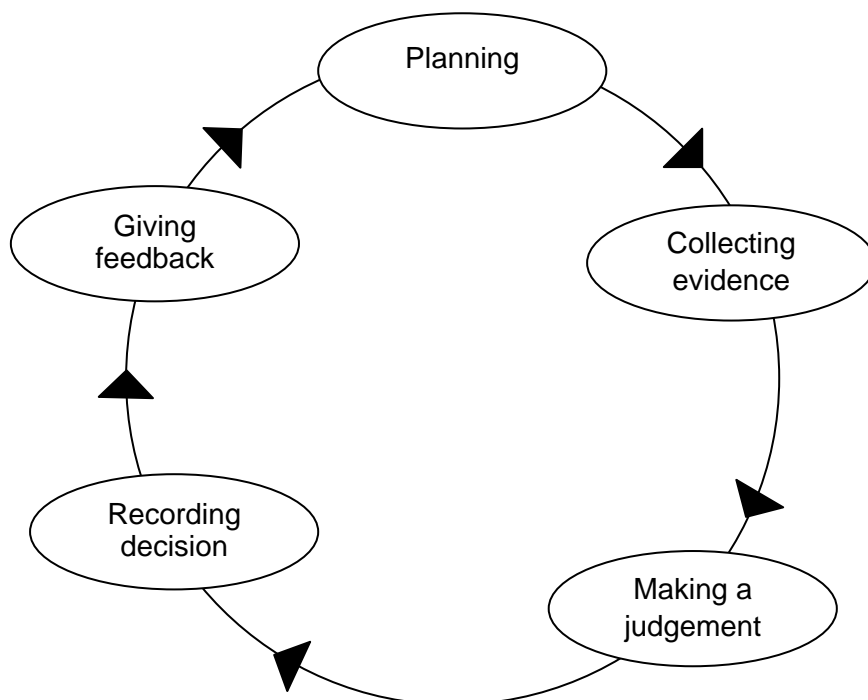 Planning
Collecting
evidence
Making a
judgement
Recording
decision
Giving
feedback